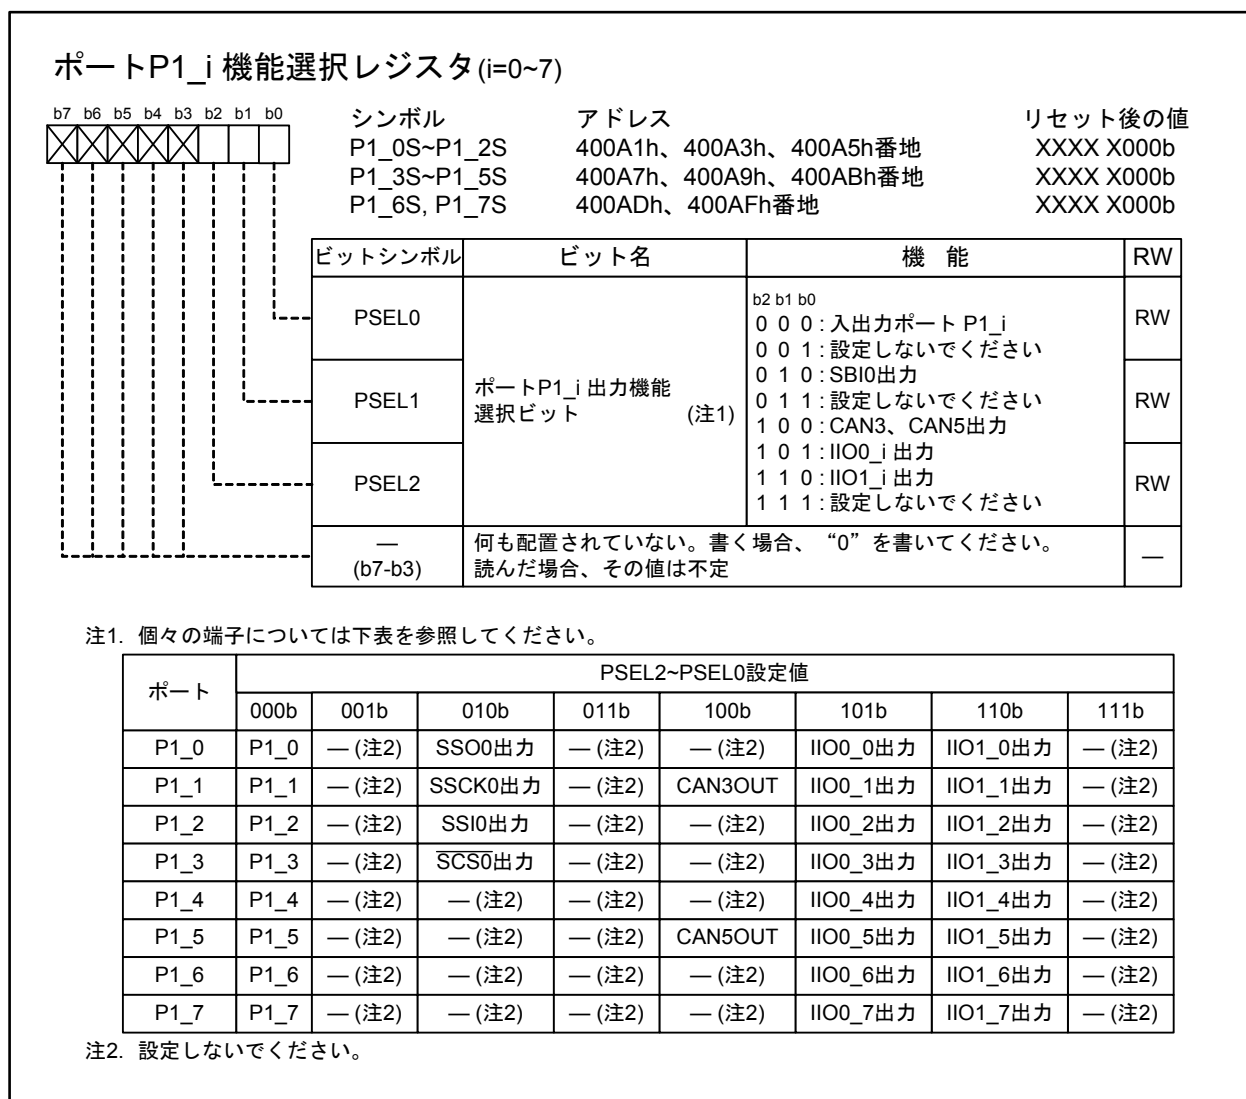 ポートP1_i 機能選択レジスタ(i=0~7)
b7 b6 b5 b4 b3 b2 b1 b0
シンボル アドレス リセット後の値
P1_0S~P1_2S 400A1h、400A3h、400A5h番地 XXXX X000b
P1_3S~P1_5S 400A7h、400A9h、400ABh番地 XXXX X000b
P1_6S, P1_7S 400ADh、400AFh番地 XXXX X000b
ビットシンボル ビット名 機 能 RW
PSEL0 RW
PSEL1 RW
PSEL2 RW
ポートP1_i 出力機能
選択ビット (注1)
b2 b1 b0
0 0 0 : 入出力ポート P1_i
0 0 1 : 設定しないでください
0 1 0 : SBI0出力
0 1 1 : 設定しないでください
1 0 0 : CAN3、CAN5出力
1 0 1 : IIO0_i 出力
1 1 0 : IIO1_i 出力
1 1 1 : 設定しないでください
—
(b7-b3)
何も配置されていない。書く場合、“0”を書いてください。
読んだ場合、その値は不定
—
注1. 個々の端子については下表を参照してください。
ポート PSEL2~PSEL0設定値
000b 001b 010b 011b 100b 101b 110b 111b
P1_0 P1_0 — (注2) SSO0出力 — (注2) — (注2) IIO0_0出力 IIO1_0出力 — (注2)
P1_1 P1_1 — (注2) SSCK0出力 — (注2) CAN3OUT IIO0_1出力 IIO1_1出力 — (注2)
P1_2 P1_2 — (注2) SSI0出力 — (注2) — (注2) IIO0_2出力 IIO1_2出力 — (注2)
P1_3 P1_3 — (注2) SCS0出力 — (注2) — (注2) IIO0_3出力 IIO1_3出力 — (注2)
P1_4 P1_4 — (注2) — (注2) — (注2) — (注2) IIO0_4出力 IIO1_4出力 — (注2)
P1_5 P1_5 — (注2) — (注2) — (注2) CAN5OUT IIO0_5出力 IIO1_5出力 — (注2)
P1_6 P1_6 — (注2) — (注2) — (注2) — (注2) IIO0_6出力 IIO1_6出力 — (注2)
P1_7 P1_7 — (注2) — (注2) — (注2) — (注2) IIO0_7出力 IIO1_7出力 — (注2)
注2. 設定しないでください。